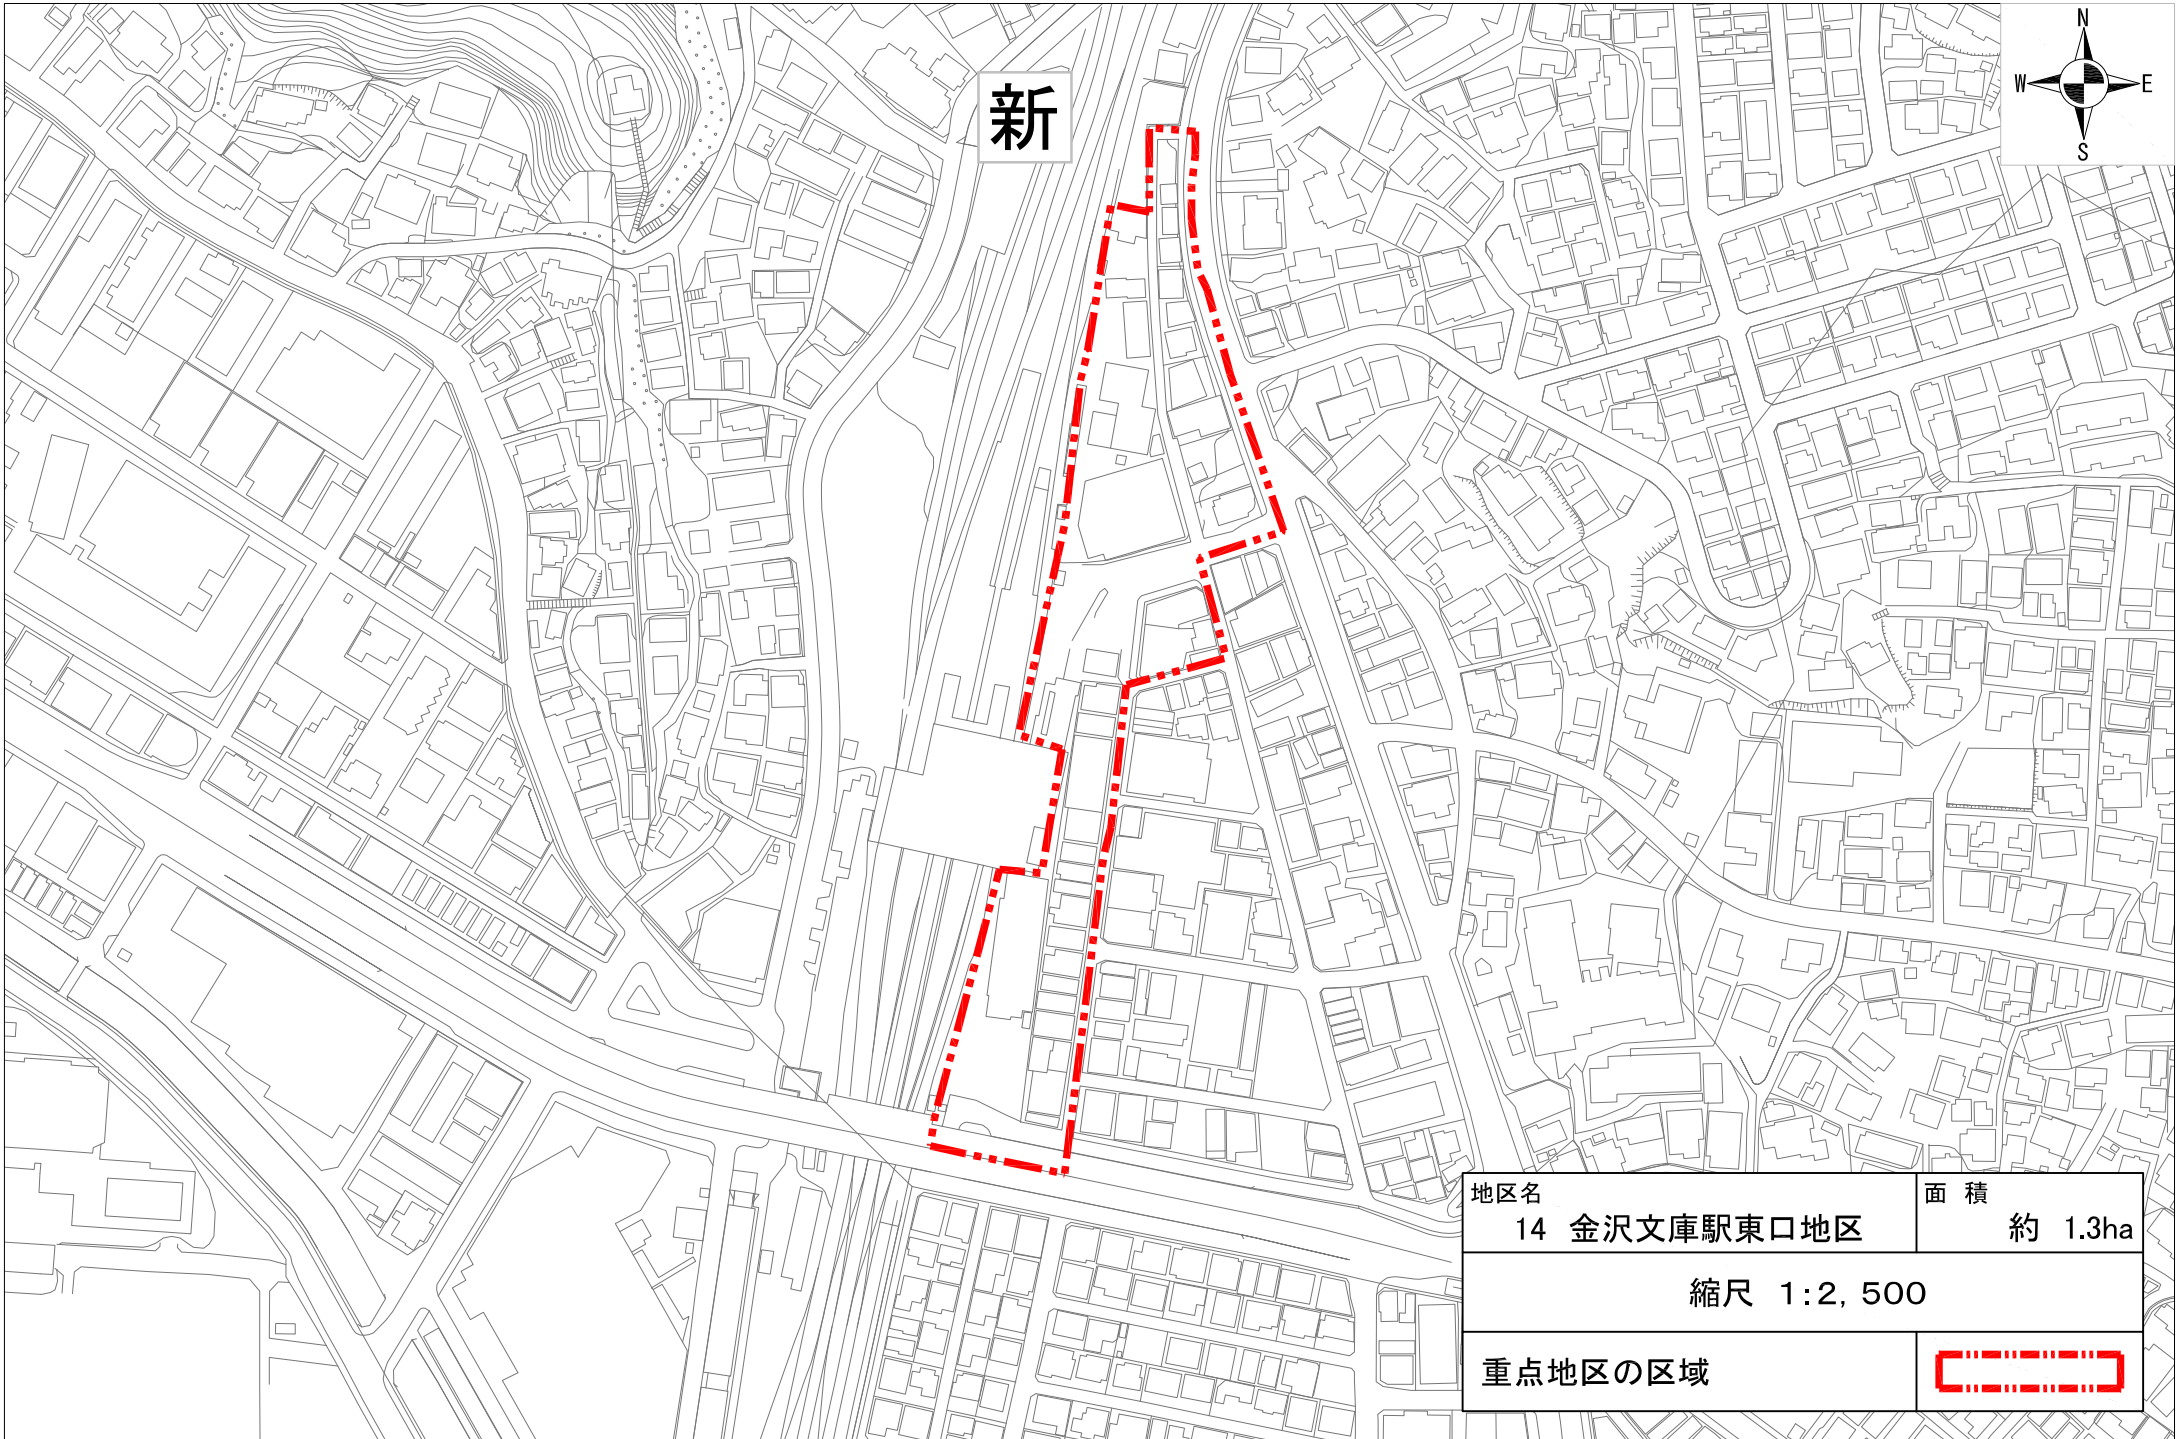 新
N
W E
S
地区名
14 金沢文庫駅東口地区
面 積
約 1.3ha
縮尺 1:2,500
重点地区の区域